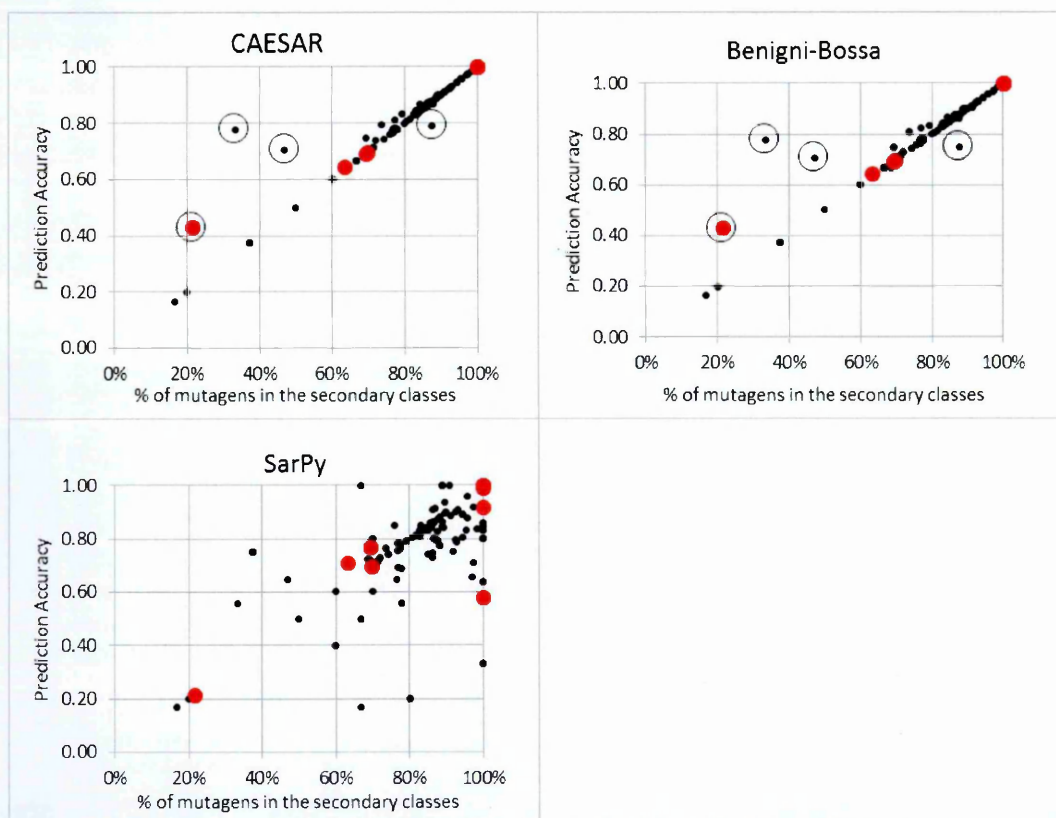 CAESAR
Prediction Accuracy
1.00
0.80
0.60
0.40
0.20
0.00
0% 20% 40% 60% 80% 100%
% of mutagens in the secondary classes
Benigni-Bossa
Prediction Accuracy
1.00
0.80
0.60
0.40
0.20
0.00
0% 20% 40% 60% 80% 100%
% of mutagens in the secondary classes
SarPy
Prediction Accuracy
1.00
0.80
0.60
0.40
0.20
0.00
0% 20% 40% 60% 80% 100%
% of mutagens in the secondary classes